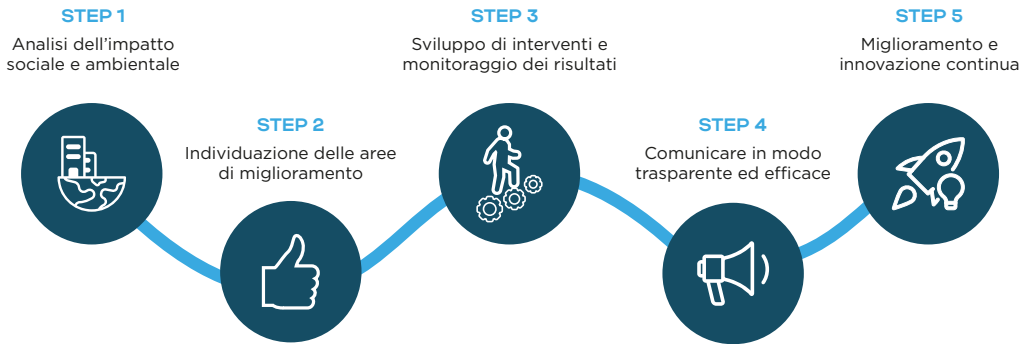 STEP 1
Analisi dell'impatto
sociale e ambientale
STEP 2
Individuazione delle aree
di miglioramento
STEP 3
Sviluppo di interventi e
monitoraggio dei risultati
STEP 4
Comunicare in modo
trasparente ed efficace
STEP 5
Miglioramento e
innovazione continua